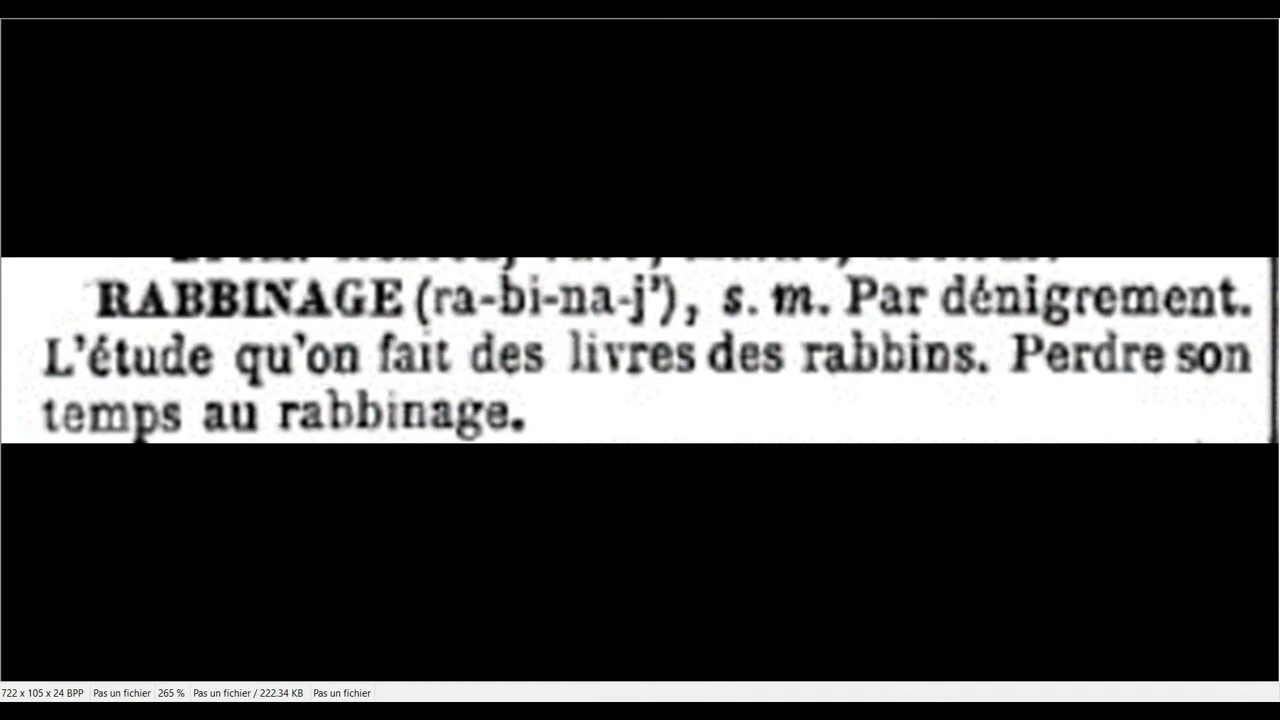 RABBINAGE (ra-bi-na-j'), s. m. Par dénigrement.
L'étude qu'on fait des livres des rabbins. Perdre son
temps au rabbinage.
722 x 105 x 24 BPP Pas un fichier 265 % Pas un fichier / 222.34 KB Pas un fichier